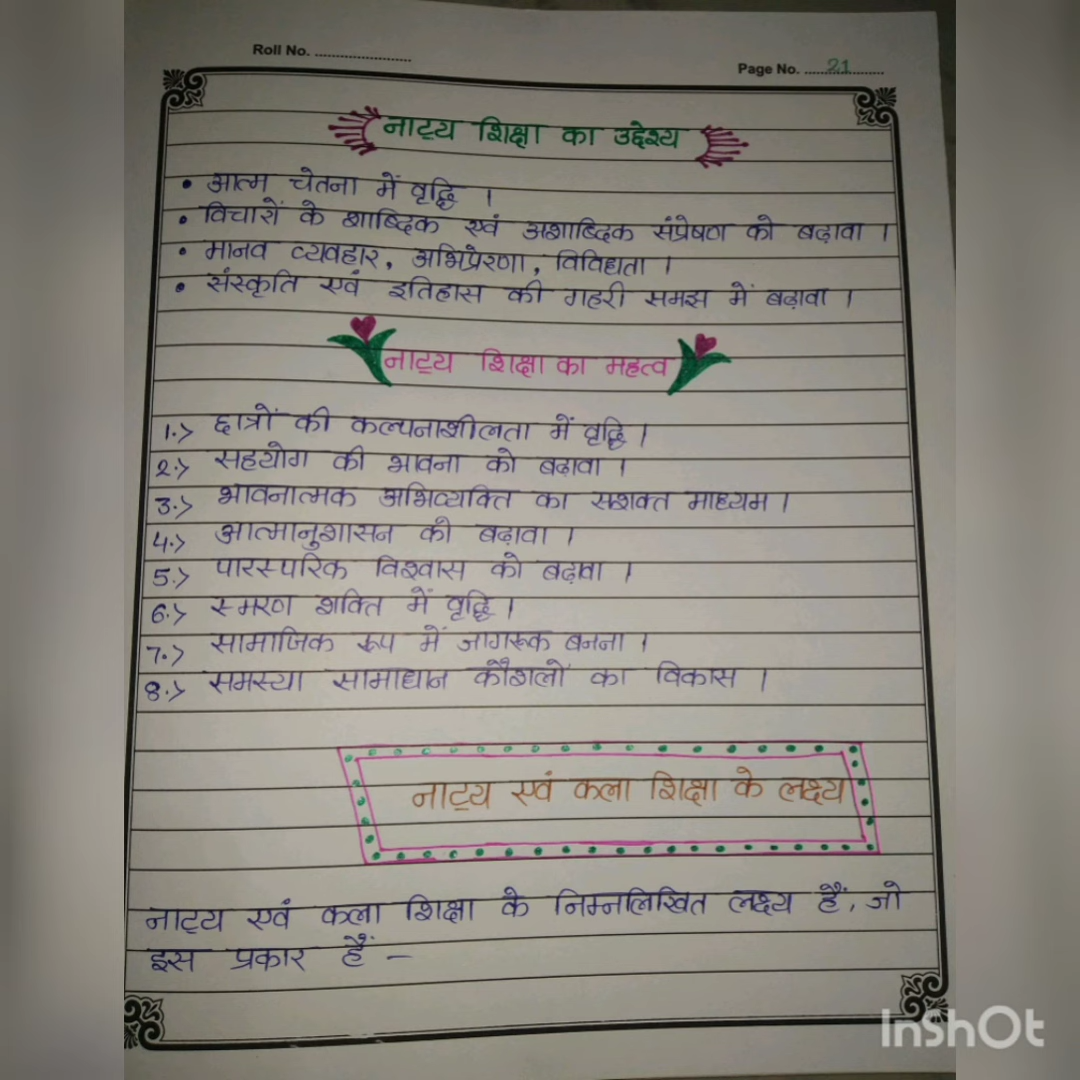 Roll No. ........................
Page No. ....21..........
नाट्य शिक्षा का उद्देश्य
• आत्म चेतना में वृद्धि ।
• विचारों के शाब्दिक एवं अशाब्दिक संप्रेषण को बढ़ावा ।
• मानव व्यवहार, अभिप्रेरणा, विविधता ।
• संस्कृति एवं इतिहास की गहरी समझ में बढ़ावा ।
नाट्य शिक्षा का महत्व
1.> छात्रों की कल्पनाशीलता में वृद्धि ।
2.> सहयोग की भावना को बढ़ावा ।
3.> भावनात्मक अभिव्यक्ति का सशक्त माध्यम ।
4.> आत्मानुशासन को बढ़ावा ।
5.> पारस्परिक विश्वास को बढ़ावा ।
6.> स्मरण शक्ति में वृद्धि ।
7.> सामाजिक रूप में जागरूक बनना ।
8.> समस्या सामाधान कौशलों का विकास ।
नाट्य एवं कला शिक्षा के लक्ष्य
नाट्य एवं कला शिक्षा के निम्नलिखित लक्ष्य हैं, जो
इस प्रकार हैं -
InShOt